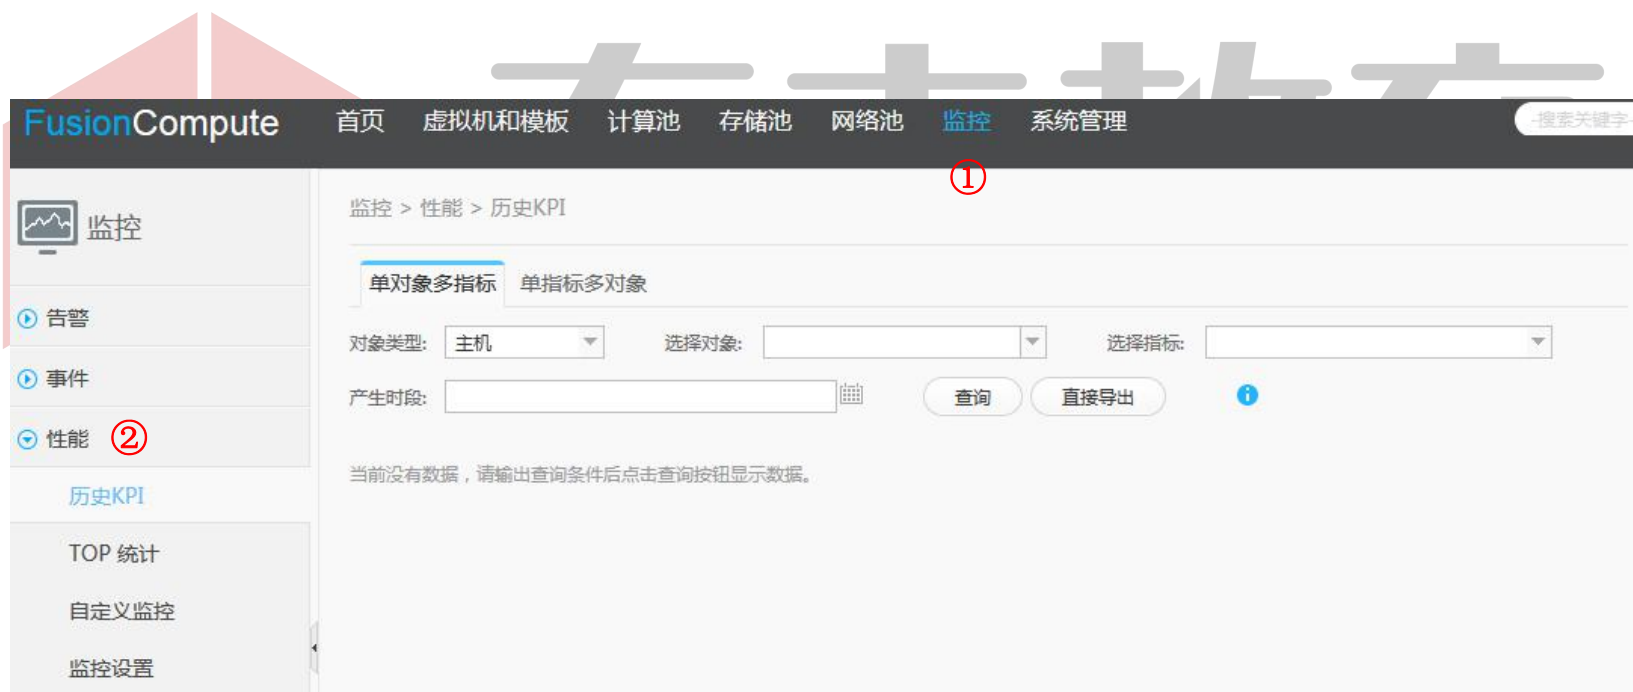 FusionCompute 首页 虚拟机和模板 计算池 存储池 网络池 监控 系统管理 -搜索关键字-
①
监控 > 性能 > 历史KPI
监控
单对象多指标 单指标多对象
告警
对象类型: 主机 选择对象: 选择指标:
事件
产生时段: 查询 直接导出
性能 ②
当前没有数据，请输出查询条件后点击查询按钮显示数据。
历史KPI
TOP 统计
自定义监控
监控设置